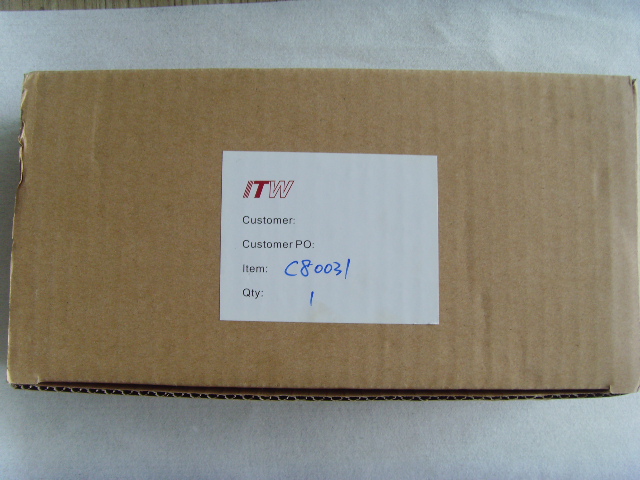 ITW
Customer:
Customer PO:
Item: C80031
Qty: 1